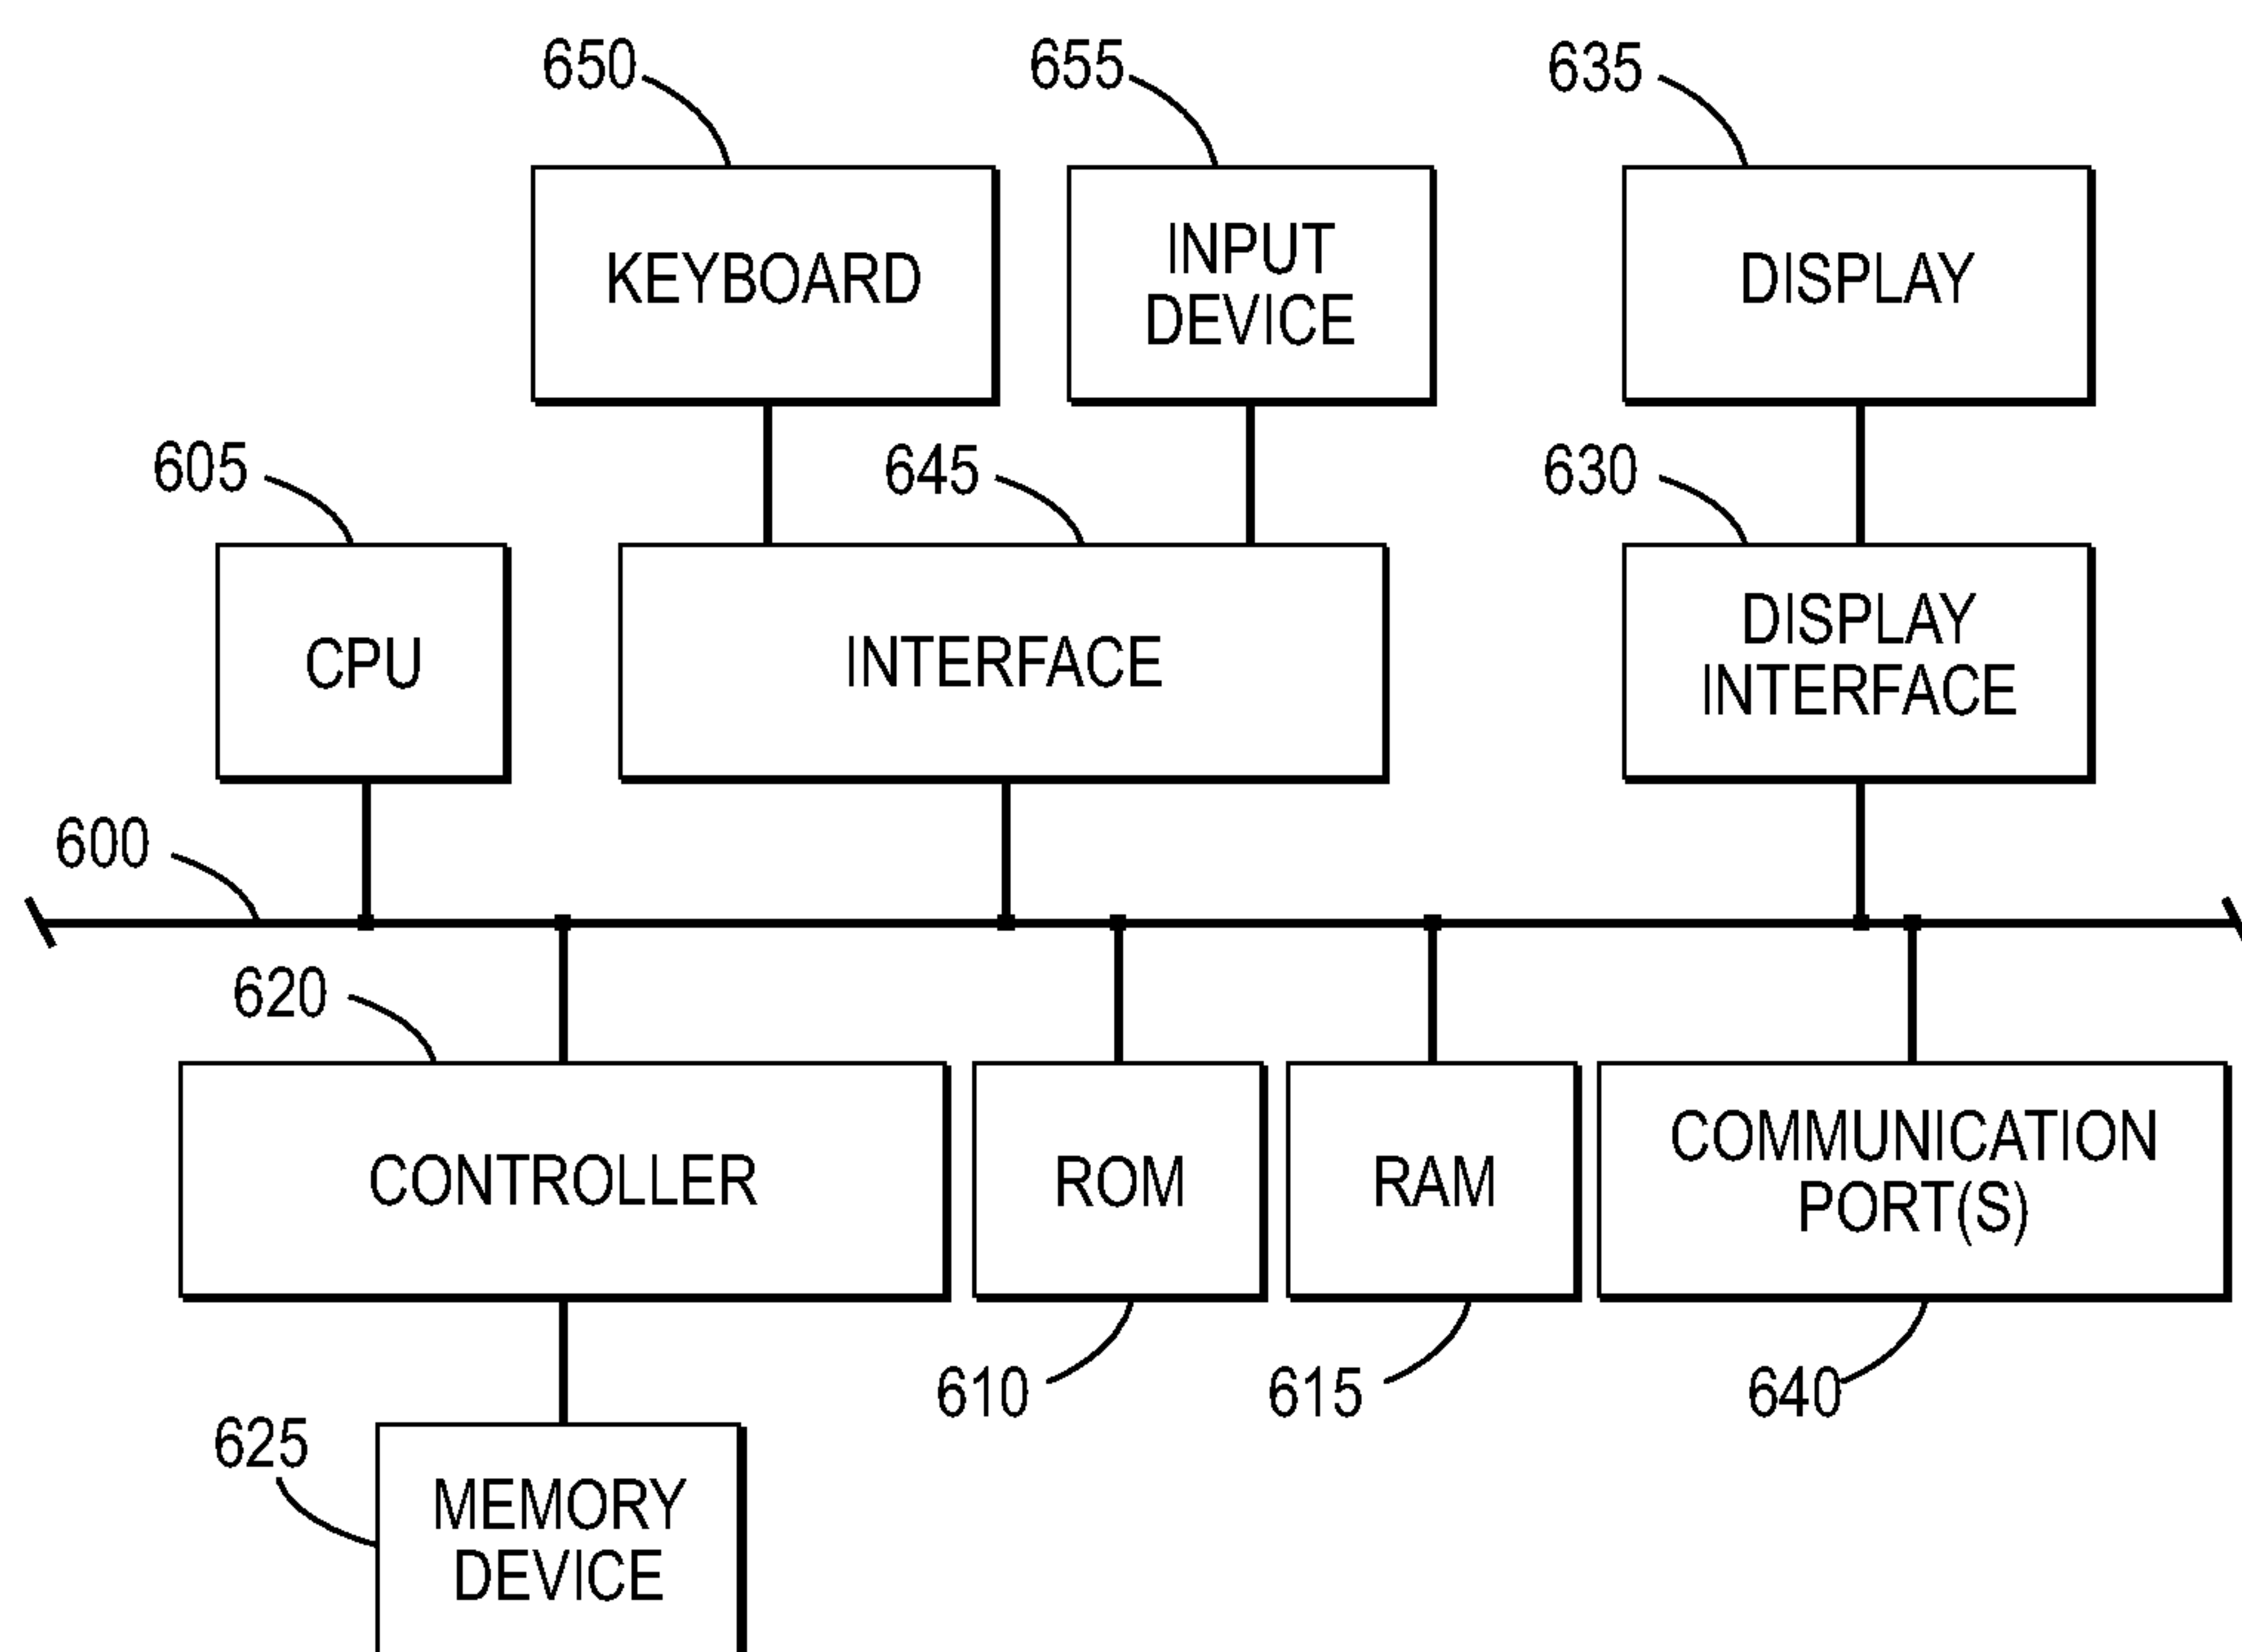 650
655
635
KEYBOARD
INPUT
DEVICE
DISPLAY
605
645
630
CPU
INTERFACE
DISPLAY
INTERFACE
600
620
CONTROLLER
ROM
RAM
COMMUNICATION
PORT(S)
610
615
640
625
MEMORY
DEVICE